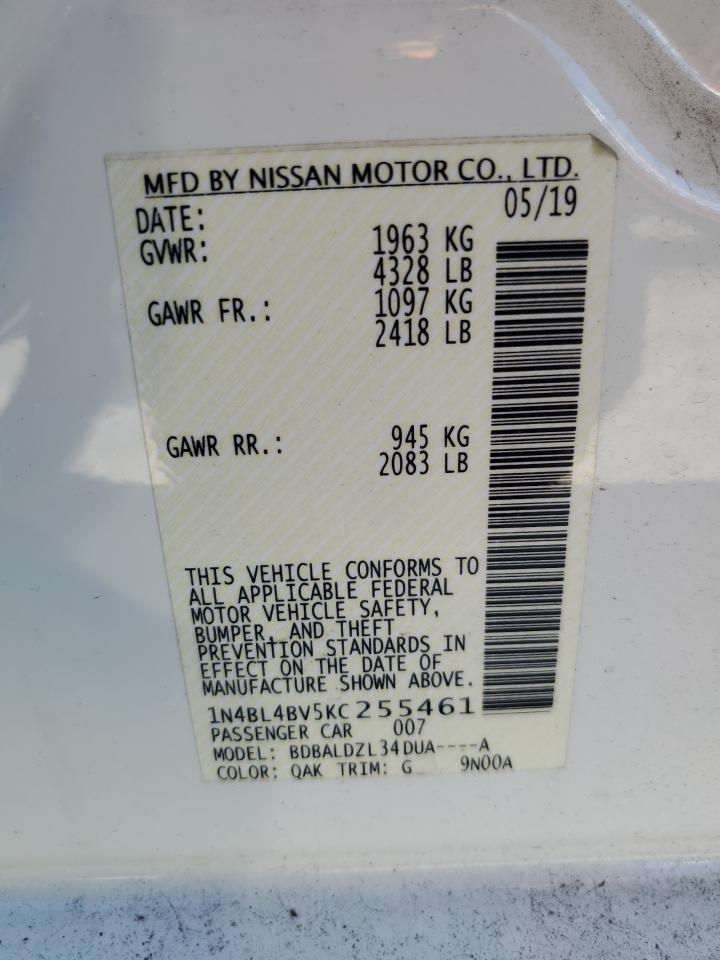 MFD BY NISSAN MOTOR CO., LTD.
DATE: 05/19
GVWR: 1963 KG
4328 LB
GAWR FR.: 1097 KG
2418 LB
GAWR RR.: 945 KG
2083 LB
THIS VEHICLE CONFORMS TO
ALL APPLICABLE FEDERAL
MOTOR VEHICLE SAFETY,
BUMPER, AND THEFT
PREVENTION STANDARDS IN
EFFECT ON THE DATE OF
MANUFACTURE SHOWN ABOVE.
1N4BL4BV5KC255461
PASSENGER CAR 007
MODEL: BDBALDZL34DUA----A
COLOR: QAK TRIM: G 9N00A